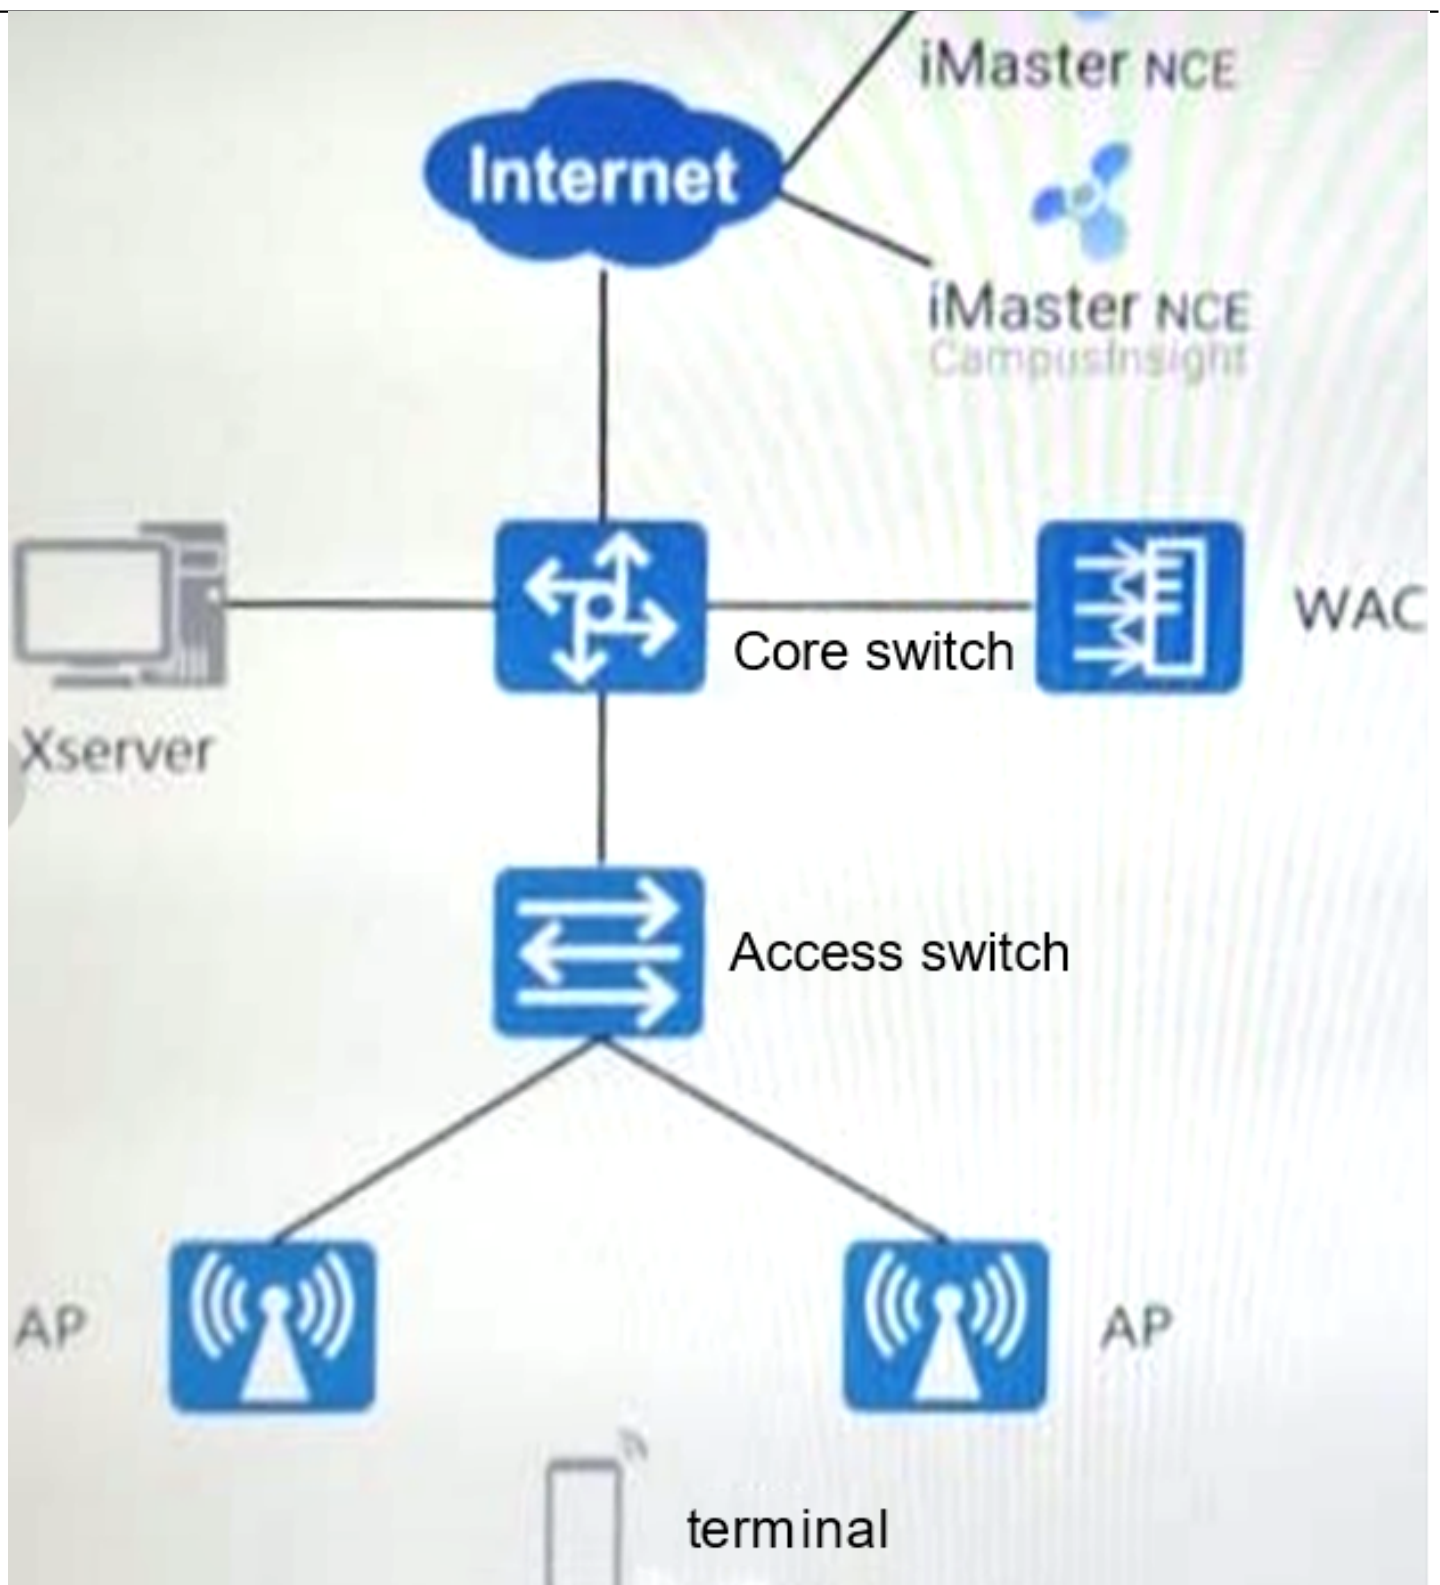 iMaster NCE
Internet
iMaster NCE
CampusInsight
WAC
Core switch
Xserver
Access switch
AP
AP
terminal